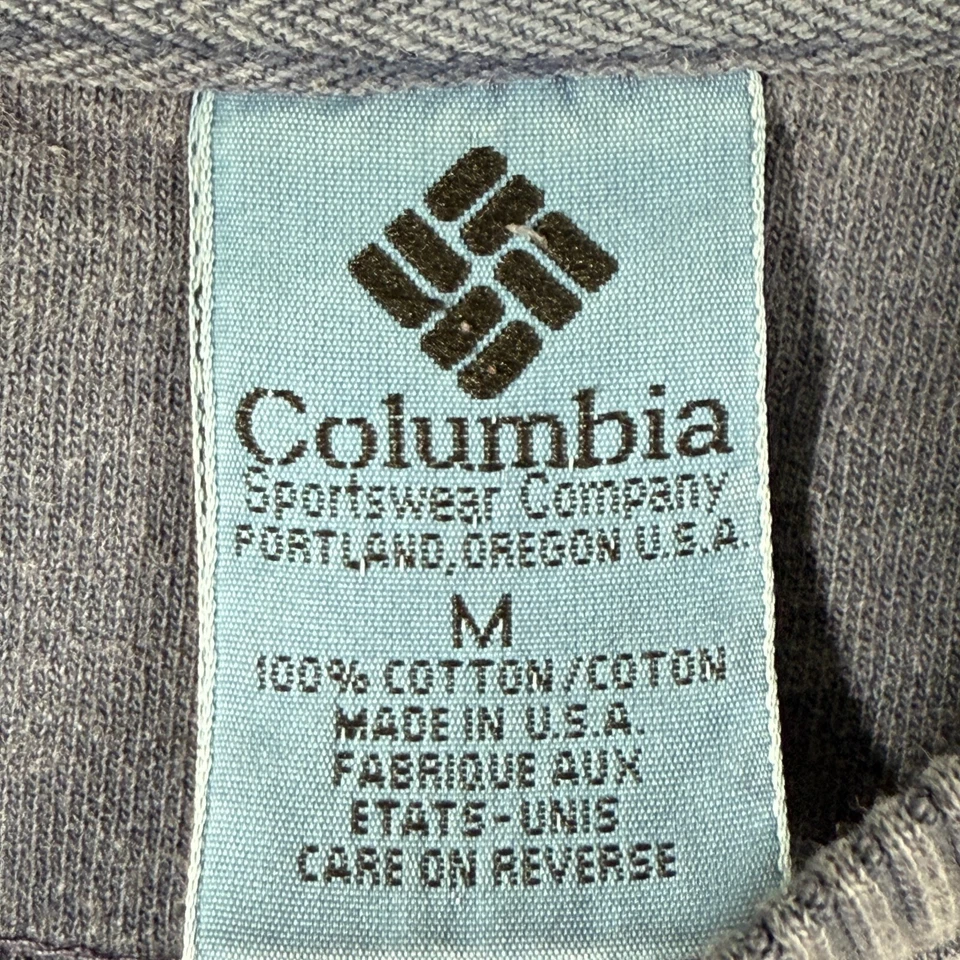 Columbia
Sportswear Company
PORTLAND, OREGON U.S.A.
M
100% COTTON/COTON
MADE IN U.S.A.
FABRIQUE AUX
ETATS-UNIS
CARE ON REVERSE